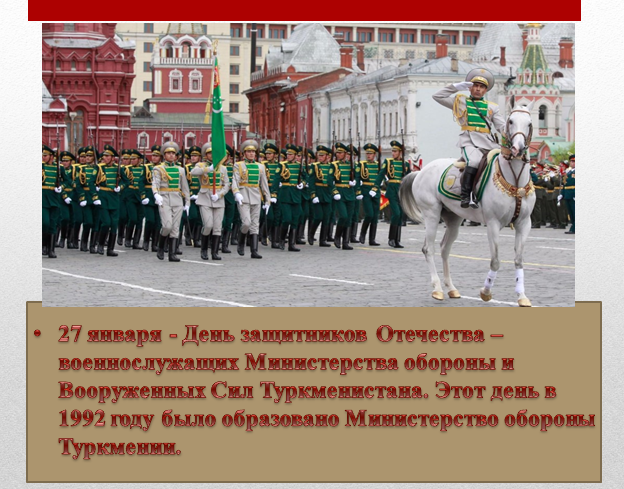 • 27 января - День защитников Отечества –
военнослужащих Министерства обороны и
Вооруженных Сил Туркменистана. Этот день в
1992 году было образовано Министерство обороны
Туркмении.